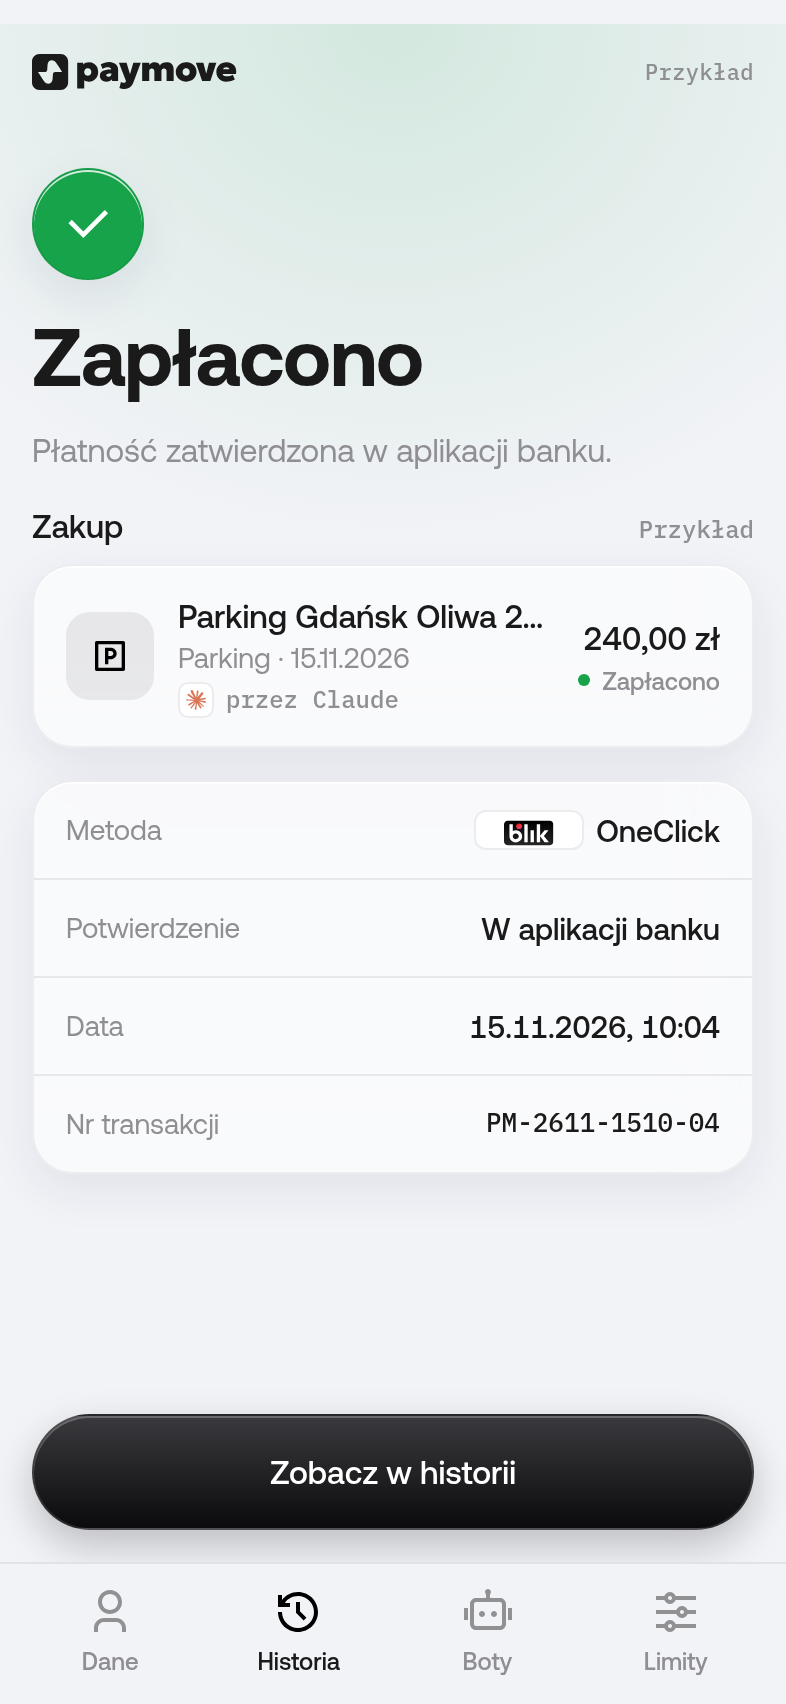 paymove
Przykład
Zapłacono
Płatność zatwierdzona w aplikacji banku.
Zakup
Przykład
Parking Gdańsk Oliwa 2...
240,00 zł
Parking · 15.11.2026
Zapłacono
przez Claude
Metoda
blik OneClick
Potwierdzenie
W aplikacji banku
Data
15.11.2026, 10:04
Nr transakcji
PM-2611-1510-04
Zobacz w historii
Dane
Historia
Boty
Limity